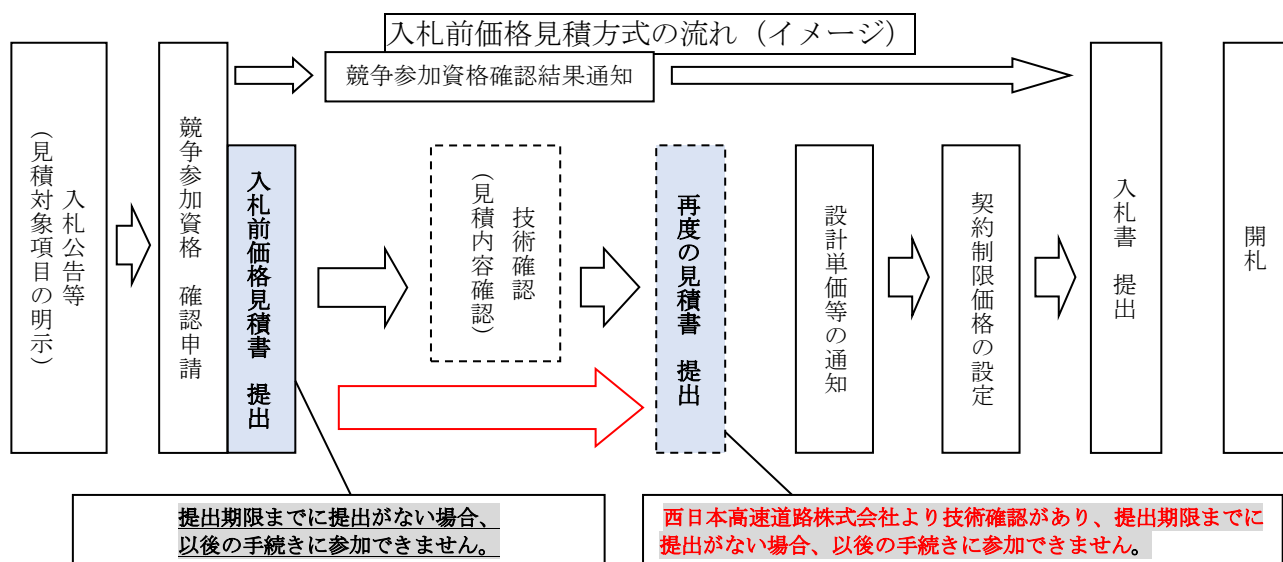 入札前価格見積方式の流れ（イメージ）
競争参加資格確認結果通知
入札公告等
（見積対象項目の明示）
競争参加資格　確認申請
入札前価格見積書　提出
技術確認
（見積内容確認）
再度の見積書　提出
設計単価等の通知
契約制限価格の設定
入札書　提出
開札
提出期限までに提出がない場合、
以後の手続きに参加できません。
西日本高速道路株式会社より技術確認があり、提出期限までに
提出がない場合、以後の手続きに参加できません。